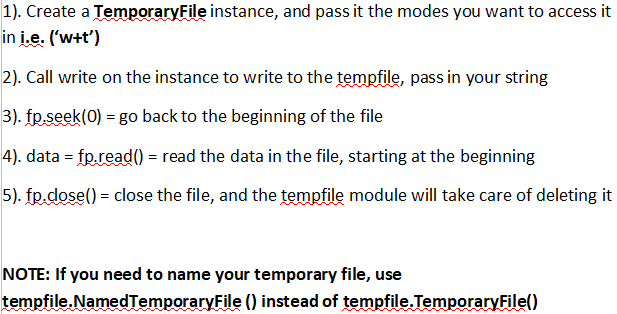 1). Create a TemporaryFile instance, and pass it the modes you want to access it
in i.e. (‘w+t’)
2). Call write on the instance to write to the tempfile, pass in your string
3). fp.seek(0) = go back to the beginning of the file
4). data = fp.read() = read the data in the file, starting at the beginning
5). fp.close() = close the file, and the tempfile module will take care of deleting it
NOTE: If you need to name your temporary file, use
tempfile.NamedTemporaryFile () instead of tempfile.TemporaryFile()